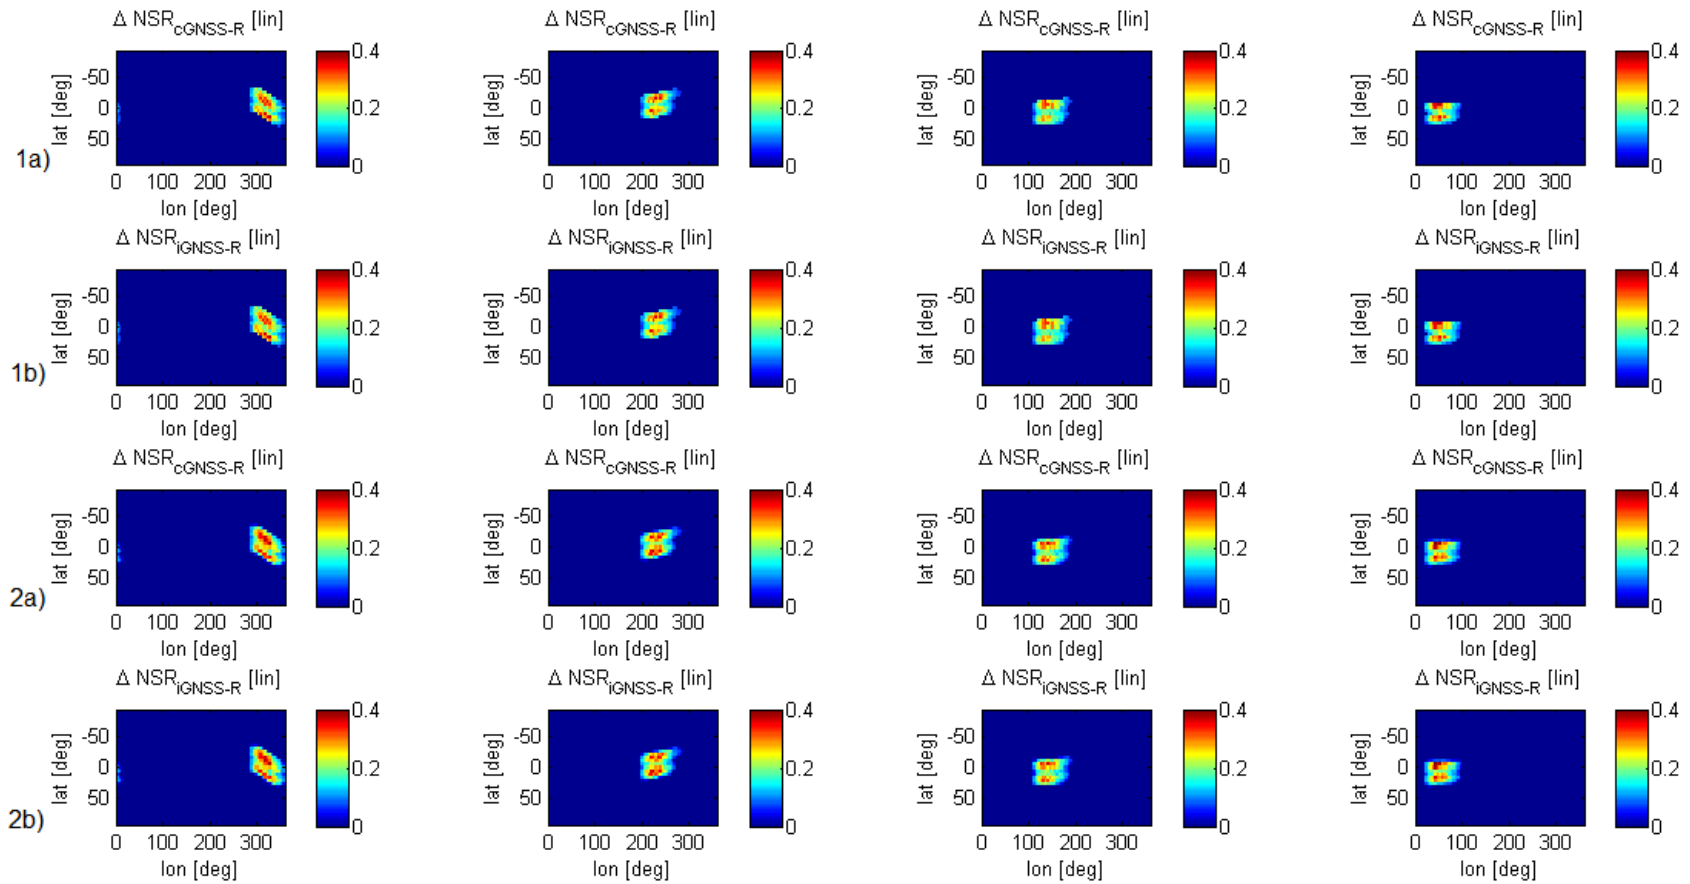 Δ NSRcGNSS-R [lin] Δ NSRcGNSS-R [lin] Δ NSRcGNSS-R [lin] Δ NSRcGNSS-R [lin]
0.4 0.4 0.4 0.4
-50 -50 -50 -50
lat [deg] 0 0.2 lat [deg] 0 0.2 lat [deg] 0 0.2 lat [deg] 0 0.2
50 50 50 50
1a) 0 0 0 0
0 100 200 300 0 100 200 300 0 100 200 300 0 100 200 300
lon [deg] lon [deg] lon [deg] lon [deg]
Δ NSRiGNSS-R [lin] Δ NSRiGNSS-R [lin] Δ NSRiGNSS-R [lin] Δ NSRiGNSS-R [lin]
0.4 0.4 0.4 0.4
-50 -50 -50 -50
lat [deg] 0 0.2 lat [deg] 0 0.2 lat [deg] 0 0.2 lat [deg] 0 0.2
50 50 50 50
1b) 0 0 0 0
0 100 200 300 0 100 200 300 0 100 200 300 0 100 200 300
lon [deg] lon [deg] lon [deg] lon [deg]
Δ NSRcGNSS-R [lin] Δ NSRcGNSS-R [lin] Δ NSRcGNSS-R [lin] Δ NSRcGNSS-R [lin]
0.4 0.4 0.4 0.4
-50 -50 -50 -50
lat [deg] 0 0.2 lat [deg] 0 0.2 lat [deg] 0 0.2 lat [deg] 0 0.2
50 50 50 50
2a) 0 0 0 0
0 100 200 300 0 100 200 300 0 100 200 300 0 100 200 300
lon [deg] lon [deg] lon [deg] lon [deg]
Δ NSRiGNSS-R [lin] Δ NSRiGNSS-R [lin] Δ NSRiGNSS-R [lin] Δ NSRiGNSS-R [lin]
0.4 0.4 0.4 0.4
-50 -50 -50 -50
lat [deg] 0 0.2 lat [deg] 0 0.2 lat [deg] 0 0.2 lat [deg] 0 0.2
50 50 50 50
2b) 0 0 0 0
0 100 200 300 0 100 200 300 0 100 200 300 0 100 200 300
lon [deg] lon [deg] lon [deg] lon [deg]